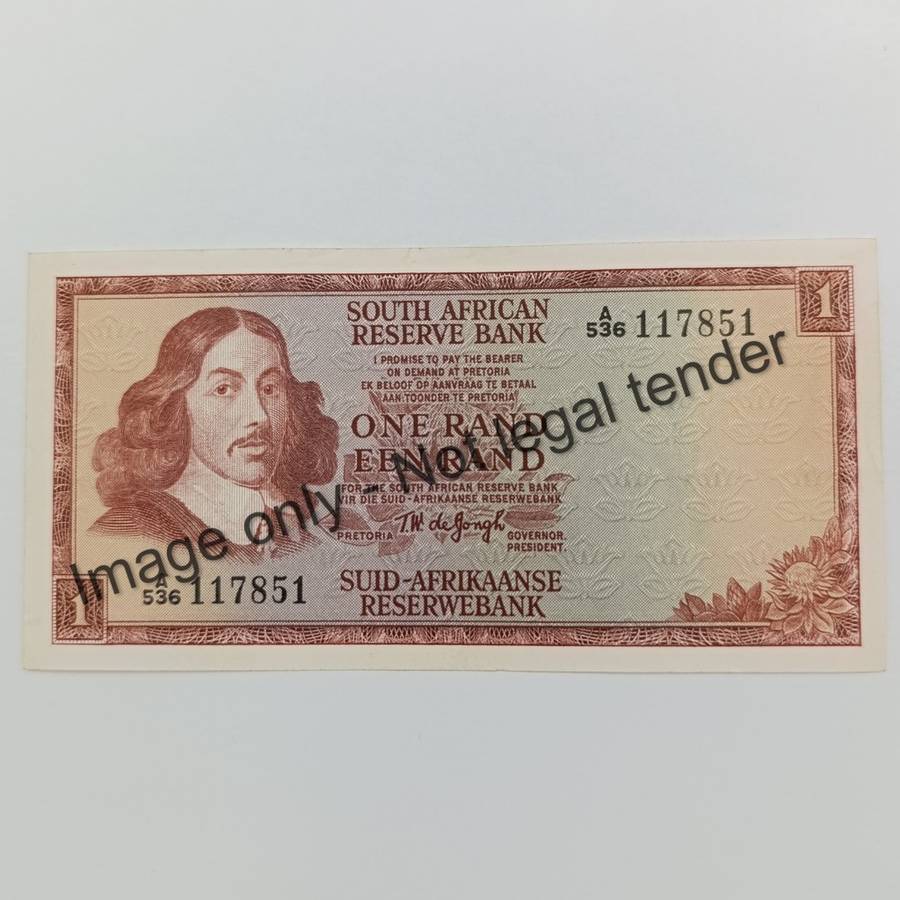 1
SOUTH AFRICAN
RESERVE BANK
A/536 117851
I PROMISE TO PAY THE BEARER
ON DEMAND AT PRETORIA
EK BELOOF OP AANVRAAG TE BETAAL
AAN TOONDER TE PRETORIA
ONE RAND
EEN RAND
FOR THE SOUTH AFRICAN RESERVE BANK
VIR DIE SUID-AFRIKAANSE RESERWEBANK
T.W. de Jongh
PRETORIA
GOVERNOR.
PRESIDENT.
A/536 117851
SUID-AFRIKAANSE
RESERWEBANK
1
Image only Not legal tender